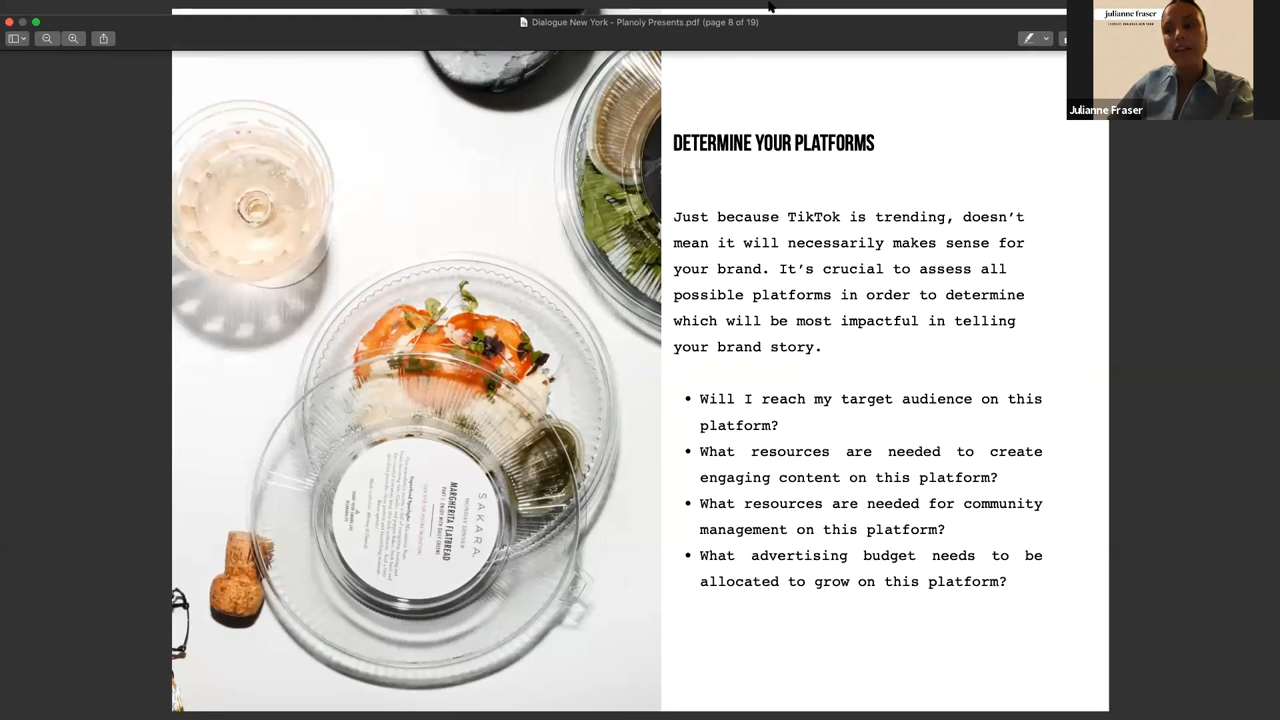 Dialogue New York - Planoly Presents.pdf (page 8 of 19)
julianne fraser
Julianne Fraser
DETERMINE YOUR PLATFORMS
Just because TikTok is trending, doesn’t
mean it will necessarily makes sense for
your brand. It’s crucial to assess all
possible platforms in order to determine
which will be most impactful in telling
your brand story.
• Will I reach my target audience on this
platform?
• What resources are needed to create
engaging content on this platform?
• What resources are needed for community
management on this platform?
• What advertising budget needs to be
allocated to grow on this platform?
SAKARA
MONDAY DINNER
MARGHERITA FLATBREAD